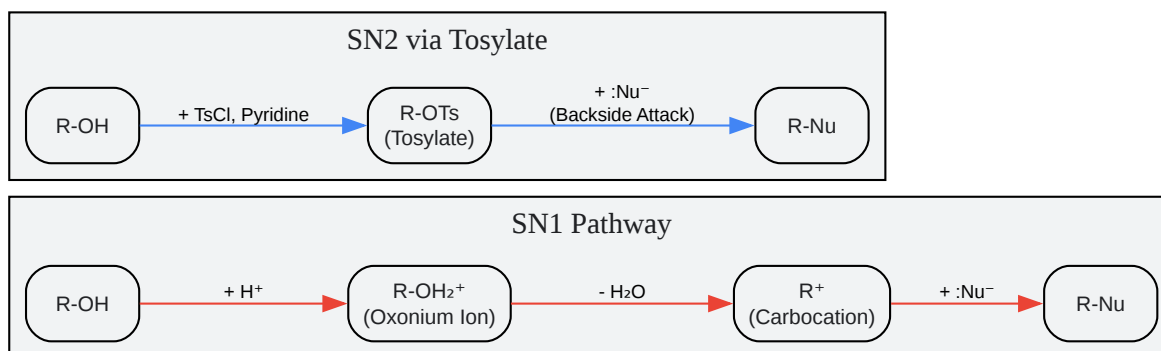 SN2 via Tosylate
R-OH
+ TsCl, Pyridine
R-OTs
(Tosylate)
+ :Nu⁻
(Backside Attack)
R-Nu
SN1 Pathway
R-OH
+ H⁺
R-OH₂⁺
(Oxonium Ion)
- H₂O
R⁺
(Carbocation)
+ :Nu⁻
R-Nu